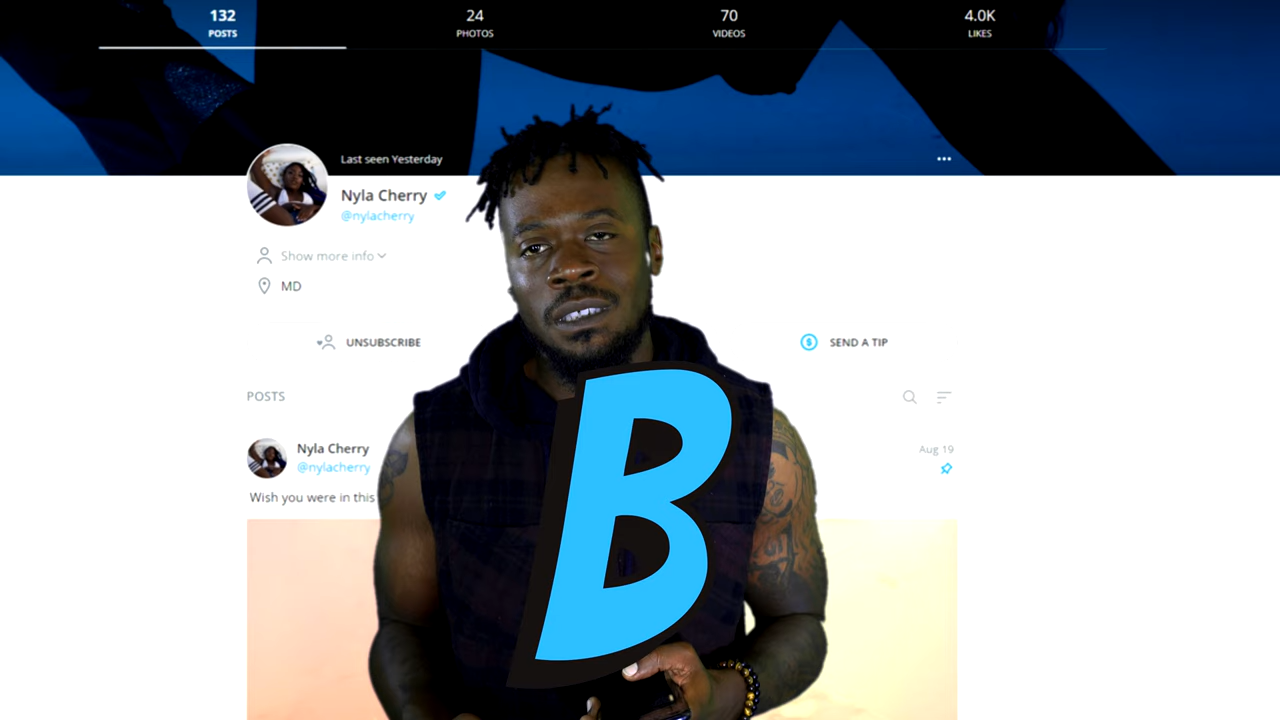 132 24 70 4.0K
POSTS PHOTOS VIDEOS LIKES
Last seen Yesterday
Nyla Cherry
@nylacherry
Show more info
MD
UNSUBSCRIBE SEND A TIP
POSTS
Nyla Cherry Aug 19
@nylacherry
Wish you were in this
B